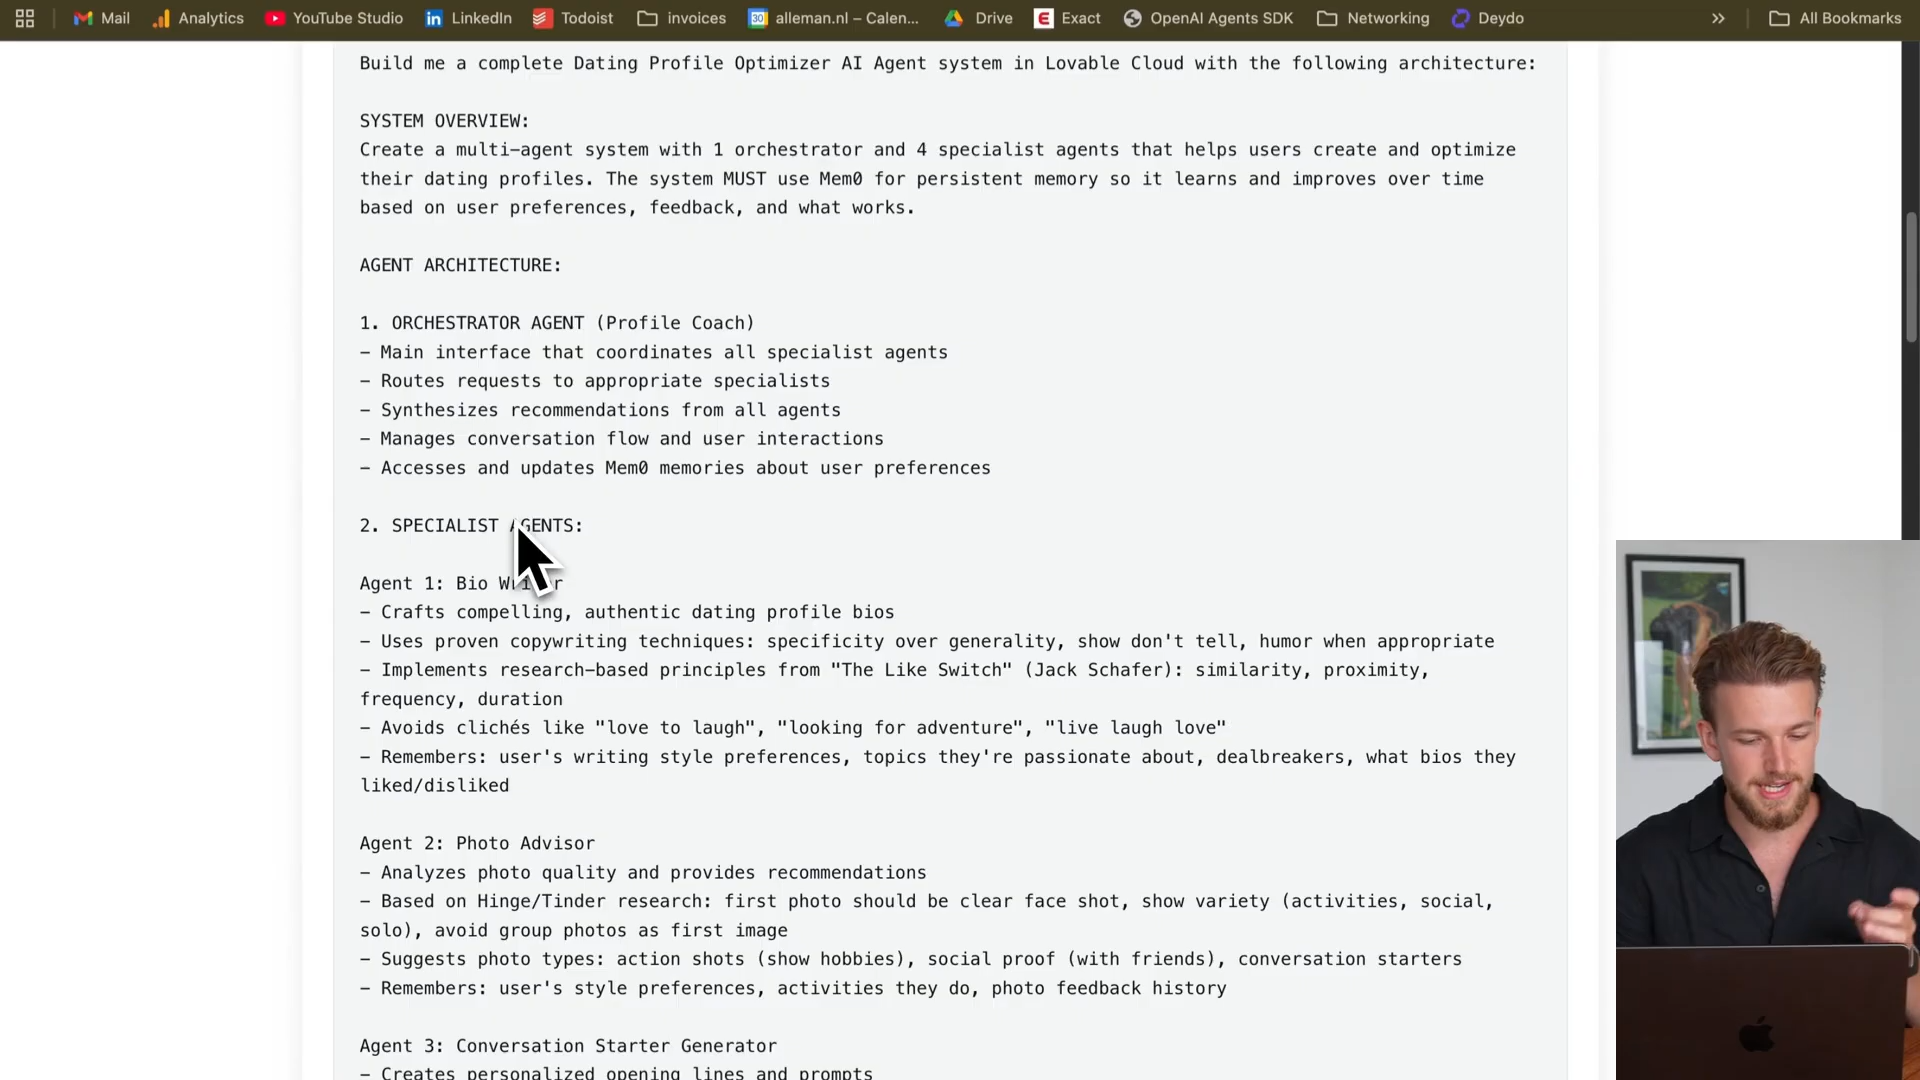 Mail Analytics YouTube Studio LinkedIn Todoist invoices 30 alleman.nl – Calen... Drive Exact OpenAI Agents SDK Networking Deydo » All Bookmarks
Build me a complete Dating Profile Optimizer AI Agent system in Lovable Cloud with the following architecture:
SYSTEM OVERVIEW:
Create a multi-agent system with 1 orchestrator and 4 specialist agents that helps users create and optimize
their dating profiles. The system MUST use Mem0 for persistent memory so it learns and improves over time
based on user preferences, feedback, and what works.
AGENT ARCHITECTURE:
1. ORCHESTRATOR AGENT (Profile Coach)
- Main interface that coordinates all specialist agents
- Routes requests to appropriate specialists
- Synthesizes recommendations from all agents
- Manages conversation flow and user interactions
- Accesses and updates Mem0 memories about user preferences
2. SPECIALIST AGENTS:
Agent 1: Bio Writer
- Crafts compelling, authentic dating profile bios
- Uses proven copywriting techniques: specificity over generality, show don't tell, humor when appropriate
- Implements research-based principles from "The Like Switch" (Jack Schafer): similarity, proximity,
frequency, duration
- Avoids clichés like "love to laugh", "looking for adventure", "live laugh love"
- Remembers: user's writing style preferences, topics they're passionate about, dealbreakers, what bios they
liked/disliked
Agent 2: Photo Advisor
- Analyzes photo quality and provides recommendations
- Based on Hinge/Tinder research: first photo should be clear face shot, show variety (activities, social,
solo), avoid group photos as first image
- Suggests photo types: action shots (show hobbies), social proof (with friends), conversation starters
- Remembers: user's style preferences, activities they do, photo feedback history
Agent 3: Conversation Starter Generator
- Creates personalized opening lines and prompts